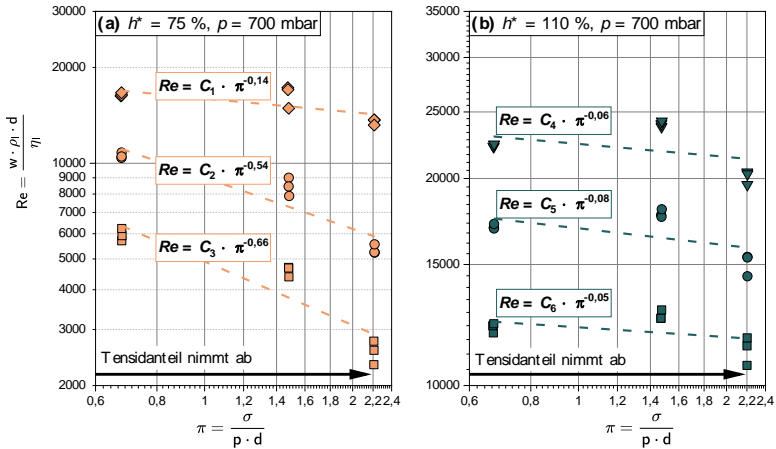 (a) h* = 75 %, p = 700 mbar
30000
20000
10000
9000
8000
7000
6000
5000
4000
3000
2000
Re = w · ρl · d / ηl
Re = C1 · π-0,14
Re = C2 · π-0,54
Re = C3 · π-0,66
Tensidanteil nimmt ab
0,6 0,8 1 1,2 1,4 1,6 1,8 2 2,2 2,4
π = σ / p · d
(b) h* = 110 %, p = 700 mbar
35000
30000
25000
20000
15000
10000
Re = C4 · π-0,06
Re = C5 · π-0,08
Re = C6 · π-0,05
Tensidanteil nimmt ab
0,6 0,8 1 1,2 1,4 1,6 1,8 2 2,2 2,4
π = σ / p · d